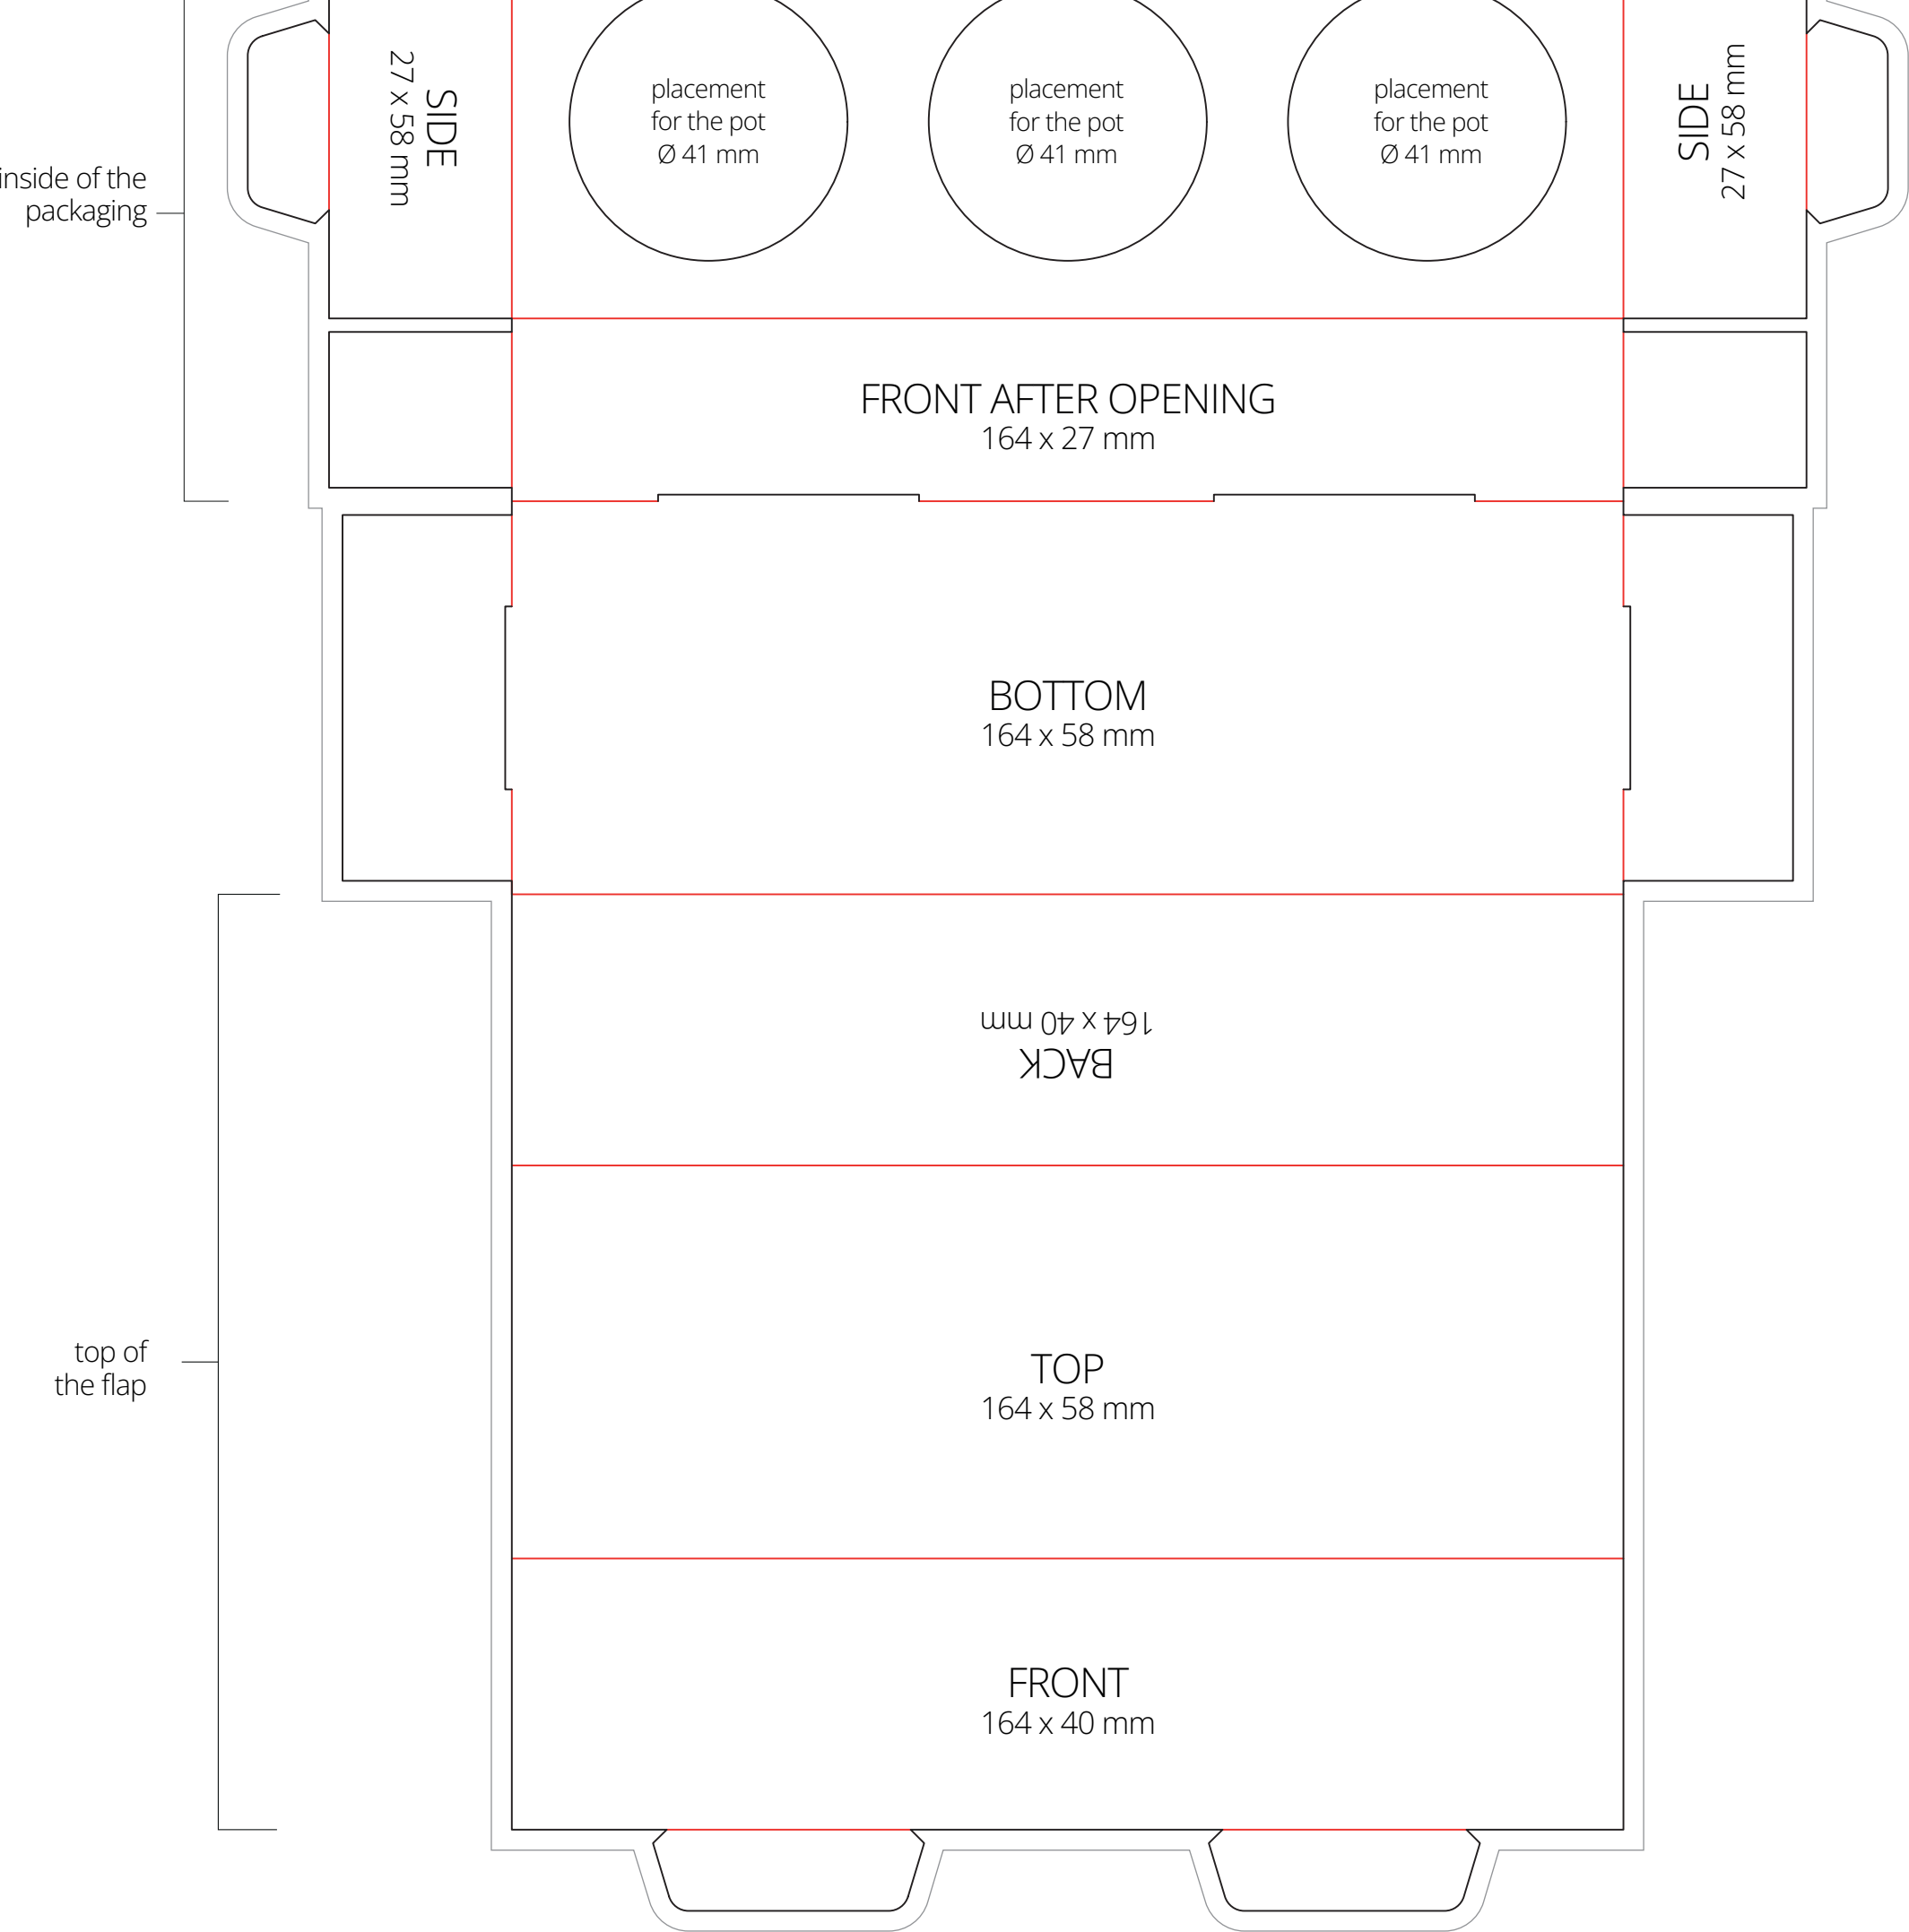 SIDE
27 x 58 mm
placement
for the pot
Ø 41 mm
placement
for the pot
Ø 41 mm
placement
for the pot
Ø 41 mm
SIDE
27 x 58 mm
inside of the
packaging
FRONT AFTER OPENING
164 x 27 mm
BOTTOM
164 x 58 mm
BACK
164 x 40 mm
top of
the flap
TOP
164 x 58 mm
FRONT
164 x 40 mm